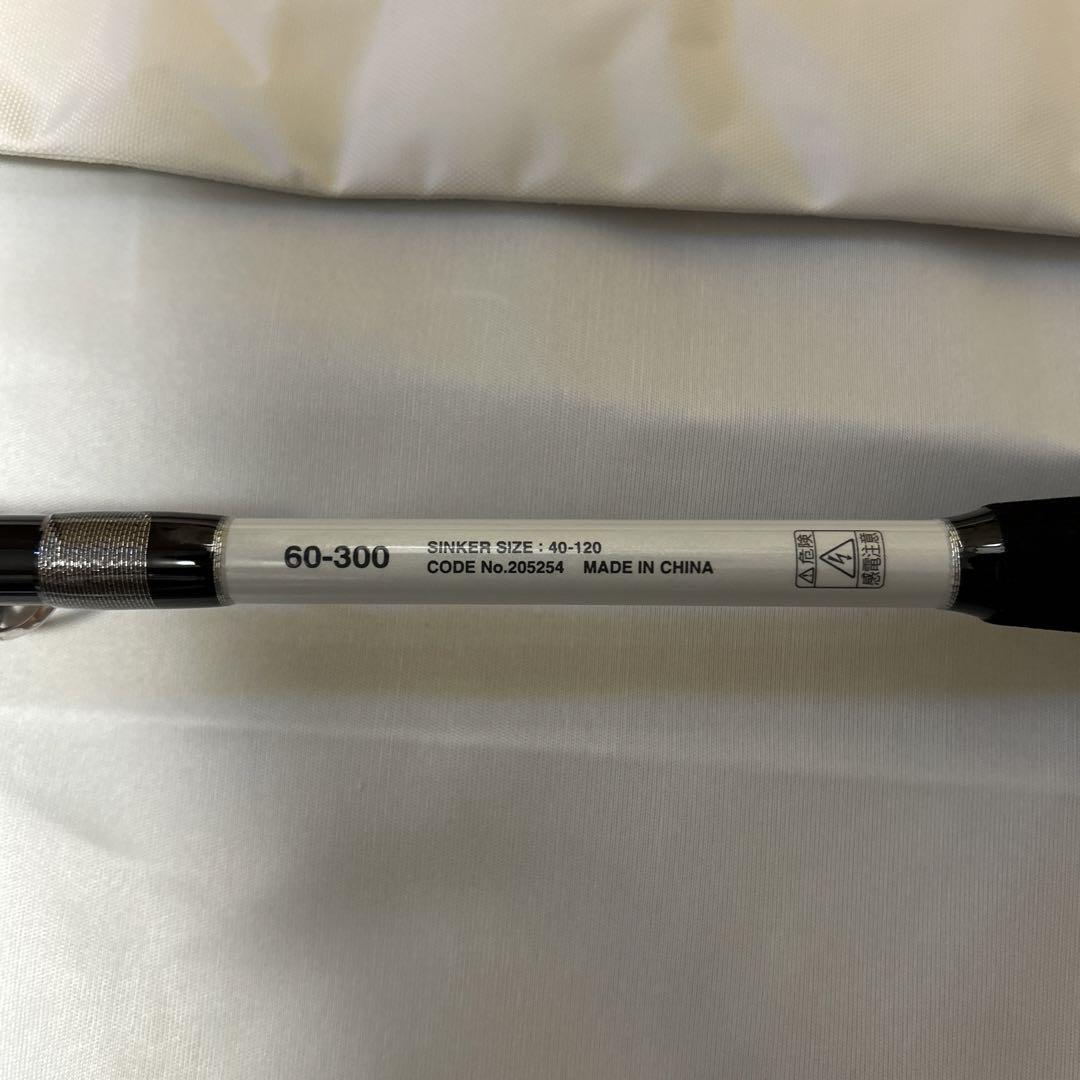 60-300
SINKER SIZE : 40-120
CODE No.205254 MADE IN CHINA
危険
感電注意